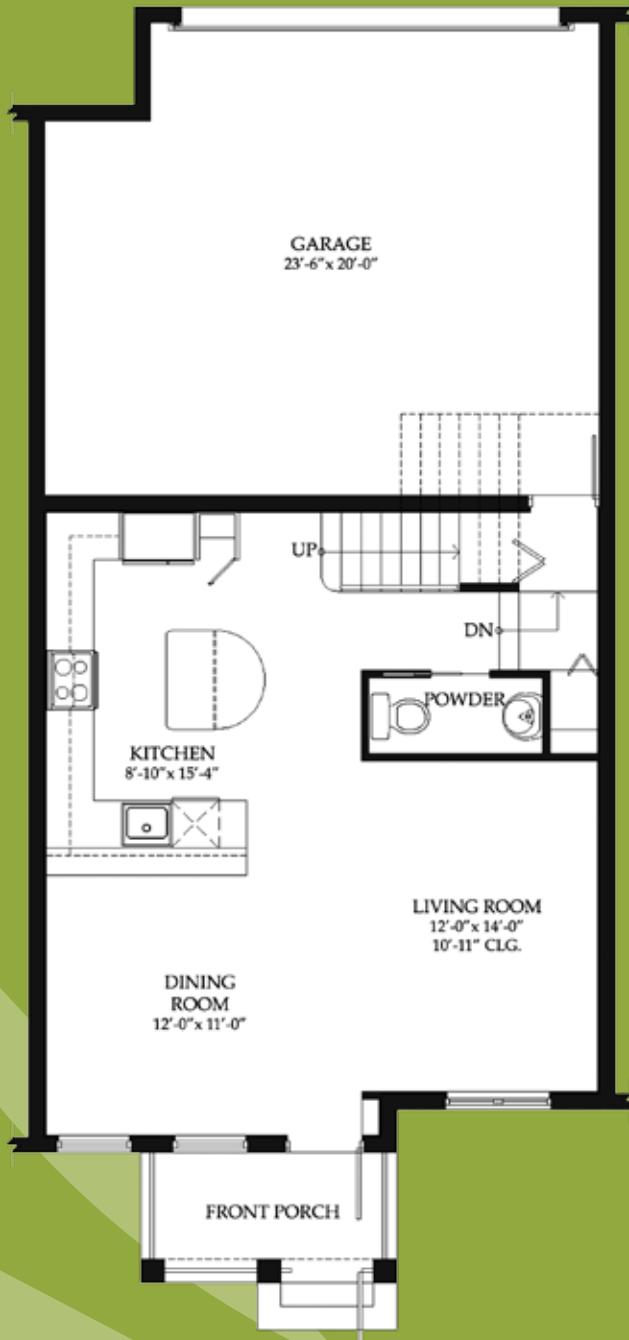 GARAGE
23'-6" x 20'-0"
UP
DN
POWDER
KITCHEN
8'-10" x 15'-4"
LIVING ROOM
12'-0" x 14'-0"
10'-11" CLG.
DINING
ROOM
12'-0" x 11'-0"
FRONT PORCH